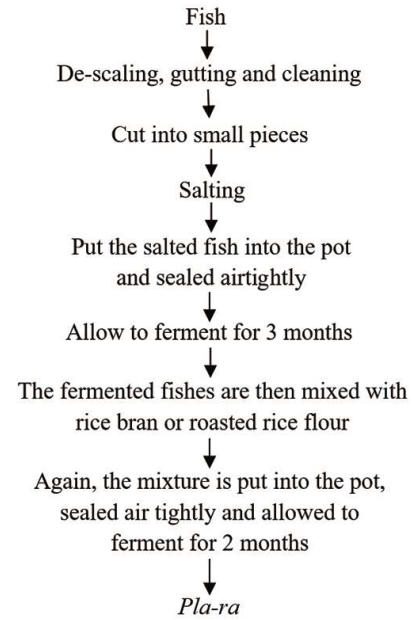 Fish
De-scaling, gutting and cleaning
Cut into small pieces
Salting
Put the salted fish into the pot
and sealed airtightly
Allow to ferment for 3 months
The fermented fishes are then mixed with
rice bran or roasted rice flour
Again, the mixture is put into the pot,
sealed air tightly and allowed to
ferment for 2 months
Pla-ra